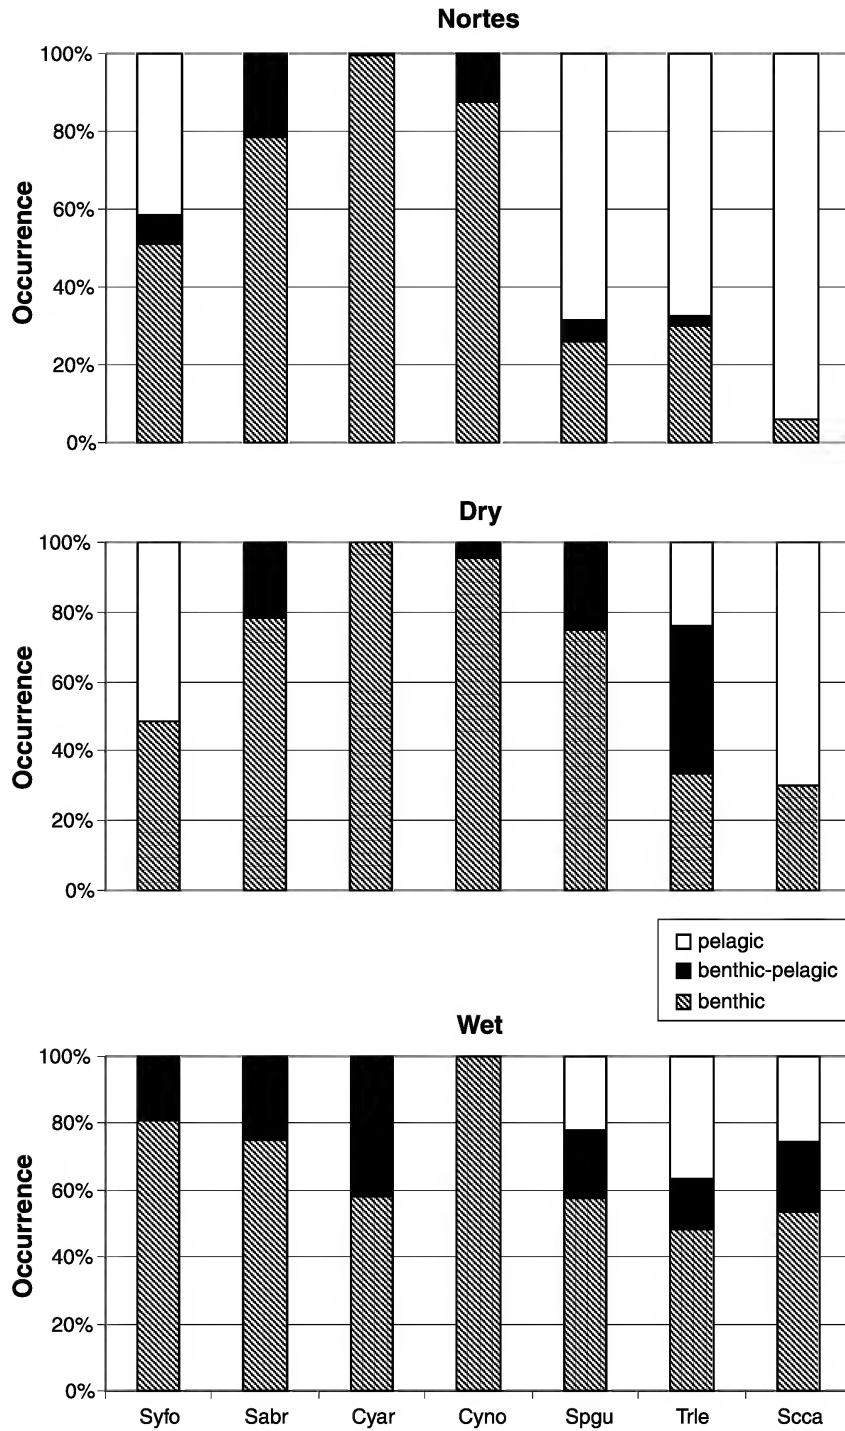 Nortes
100%
80%
60%
40%
20%
0%
Occurrence
Dry
100%
80%
60%
40%
20%
0%
Occurrence
pelagic
benthic-pelagic
benthic
Wet
100%
80%
60%
40%
20%
0%
Occurrence
Syfo Sabr Cyar Cyno Spgu Trle Scca